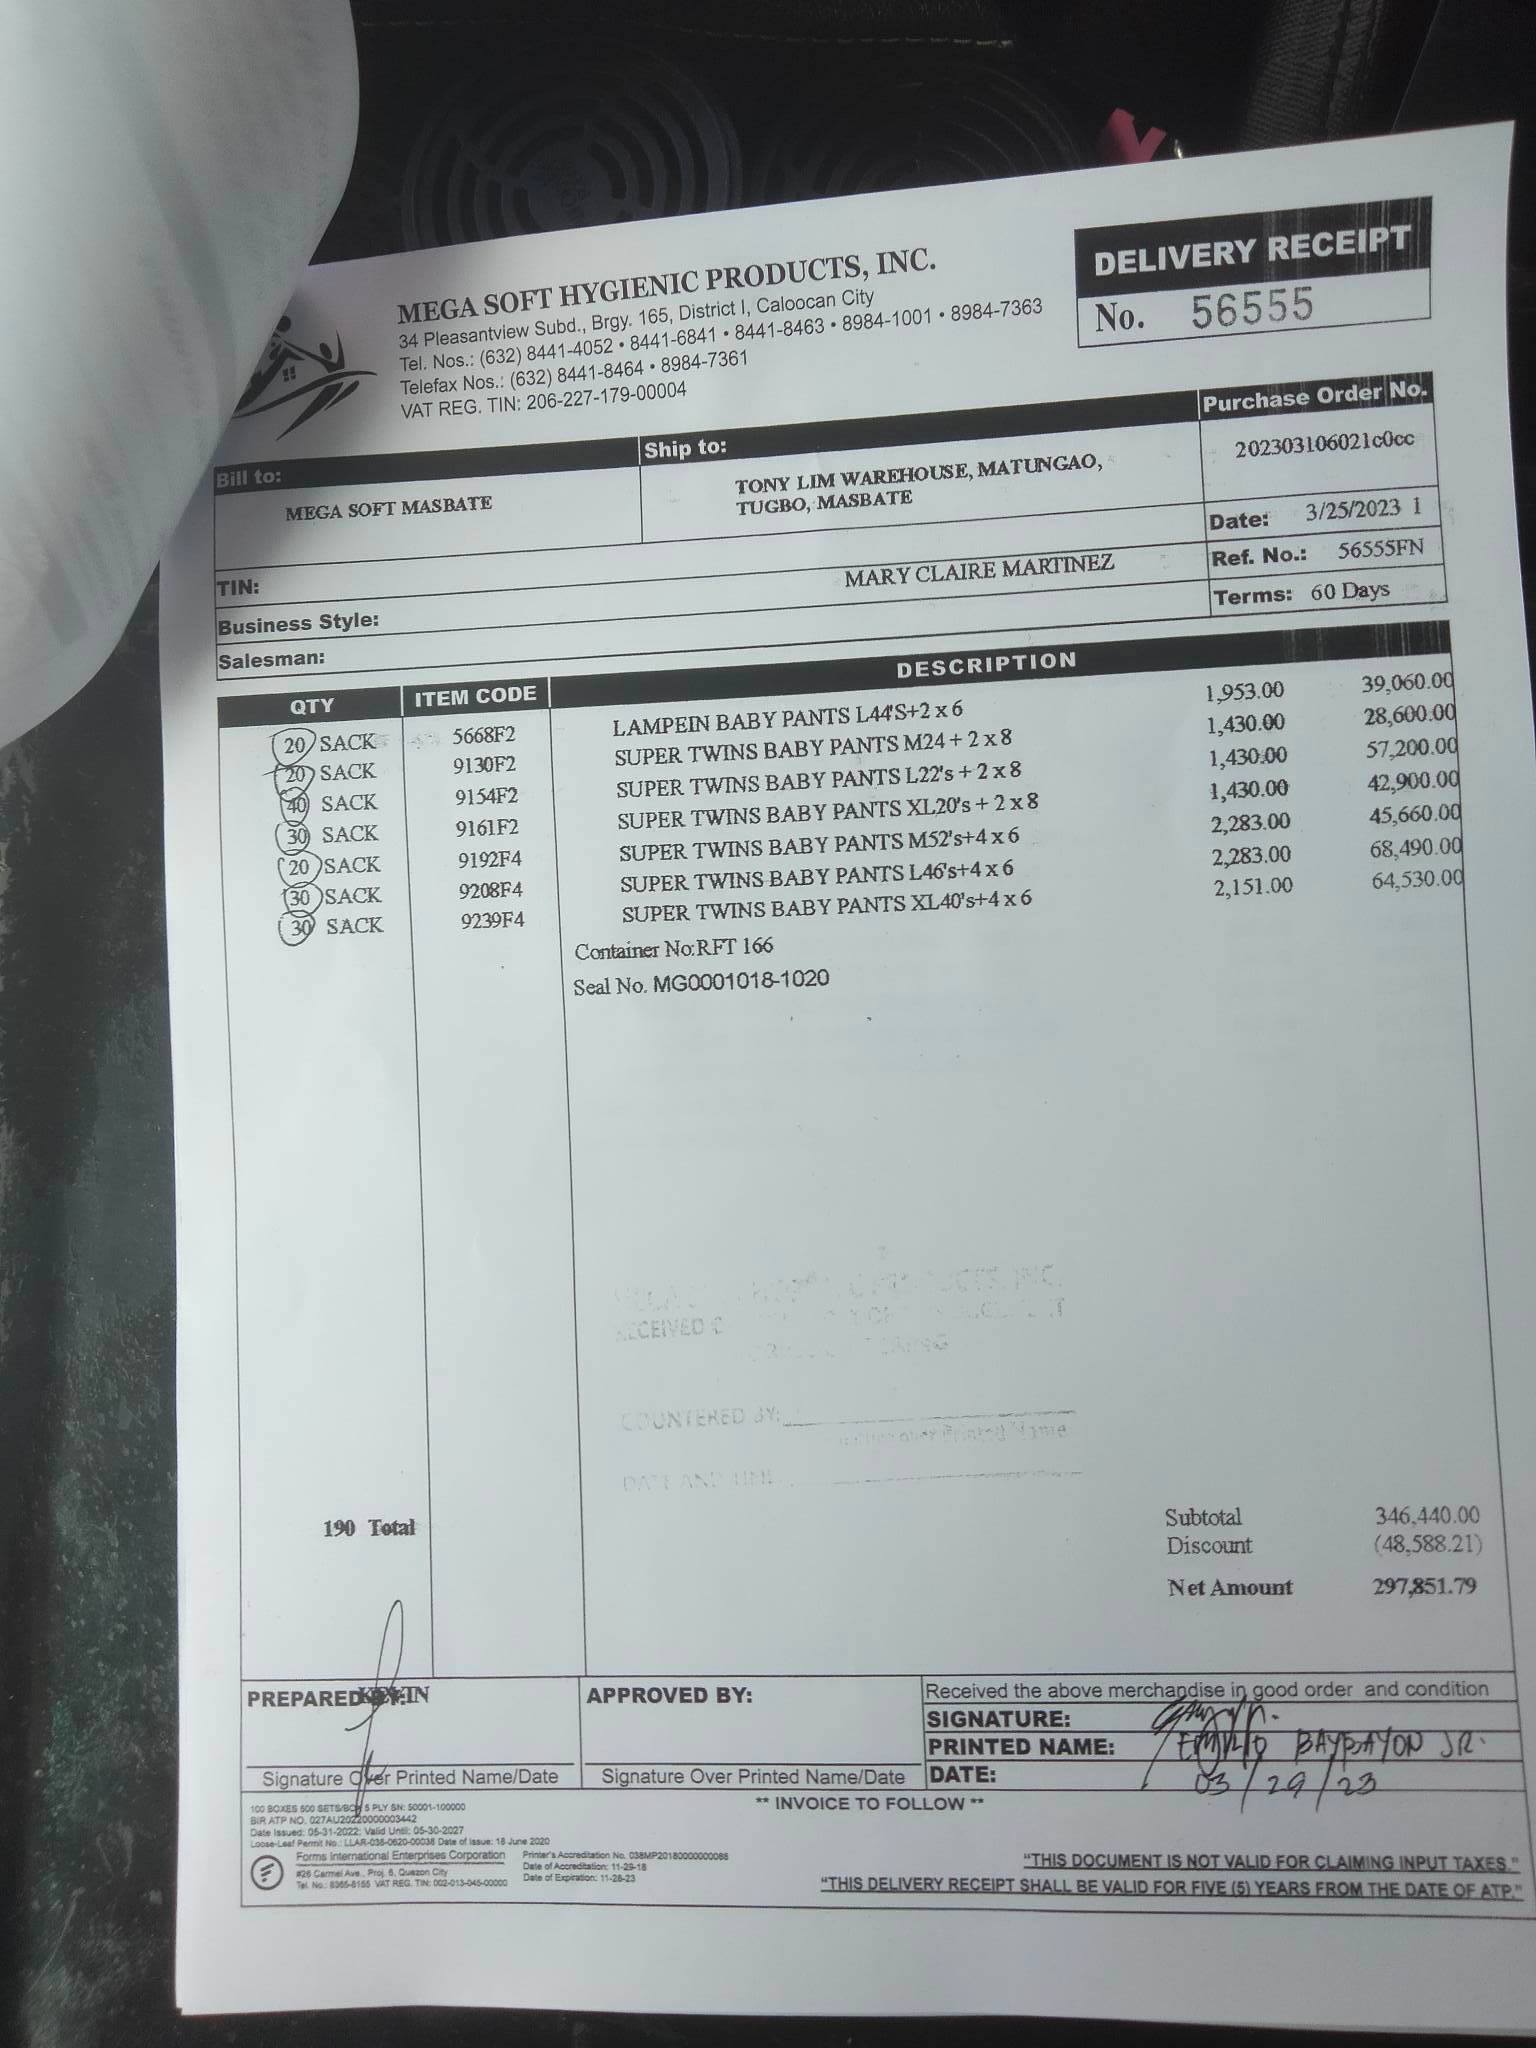 MEGA SOFT HYGIENIC PRODUCTS, INC.
34 Pleasantview Subd., Brgy. 165, District I, Caloocan City
Tel. Nos.: (632) 8441-4052 • 8441-6841 • 8441-8463 • 8984-1001 • 8984-7363
Telefax Nos.: (632) 8441-8464 • 8984-7361
VAT REG. TIN: 206-227-179-00004
DELIVERY RECEIPT
No. 56555
Bill to:
MEGA SOFT MASBATE
Ship to:
TONY LIM WAREHOUSE, MATUNGAO,
TUGBO, MASBATE
Purchase Order No.
202303106021c0cc
Date: 3/25/2023 1
Ref. No.: 56555FN
Terms: 60 Days
TIN:
MARY CLAIRE MARTINEZ
Business Style:
Salesman:
QTY ITEM CODE DESCRIPTION
20 SACK 5668F2 LAMPEIN BABY PANTS L44'S+2 x 6 1,953.00 39,060.00
20 SACK 9130F2 SUPER TWINS BABY PANTS M24 + 2 x 8 1,430.00 28,600.00
40 SACK 9154F2 SUPER TWINS BABY PANTS L22's + 2 x 8 1,430.00 57,200.00
30 SACK 9161F2 SUPER TWINS BABY PANTS XL20's + 2 x 8 1,430.00 42,900.00
20 SACK 9192F4 SUPER TWINS BABY PANTS M52's+4 x 6 2,283.00 45,660.00
30 SACK 9208F4 SUPER TWINS BABY PANTS L46's+4 x 6 2,283.00 68,490.00
30 SACK 9239F4 SUPER TWINS BABY PANTS XL40's+4 x 6 2,151.00 64,530.00
Container No:RFT 166
Seal No. MG0001018-1020
COUNTERED BY:
Printed Name
DATE AND TIME
190 Total
Subtotal 346,440.00
Discount (48,588.21)
Net Amount 297,851.79
PREPARED BY: KEVIN
Signature Over Printed Name/Date
APPROVED BY:
Signature Over Printed Name/Date
Received the above merchandise in good order and condition
SIGNATURE:
PRINTED NAME: EMILIO BAYBAYON JR.
DATE: 03/29/23
** INVOICE TO FOLLOW **
100 BOXES 500 SETS/BOX 5 PLY SN: 50001-100000
BIR ATP NO. 027AU20220000003442
Date Issued: 05-31-2022; Valid Until: 05-30-2027
Loose-Leaf Permit No.: LLAR-038-0620-00038 Date of Issue: 18 June 2020
Forms International Enterprises Corporation
#26 Carmel Ave., Proj. 6, Quezon City
Tel. No.: 8365-8155 VAT REG. TIN: 002-013-045-00000
Printer's Accreditation No. 038MP20180000000088
Date of Accreditation: 11-29-18
Date of Expiration: 11-28-23
"THIS DOCUMENT IS NOT VALID FOR CLAIMING INPUT TAXES."
"THIS DELIVERY RECEIPT SHALL BE VALID FOR FIVE (5) YEARS FROM THE DATE OF ATP."